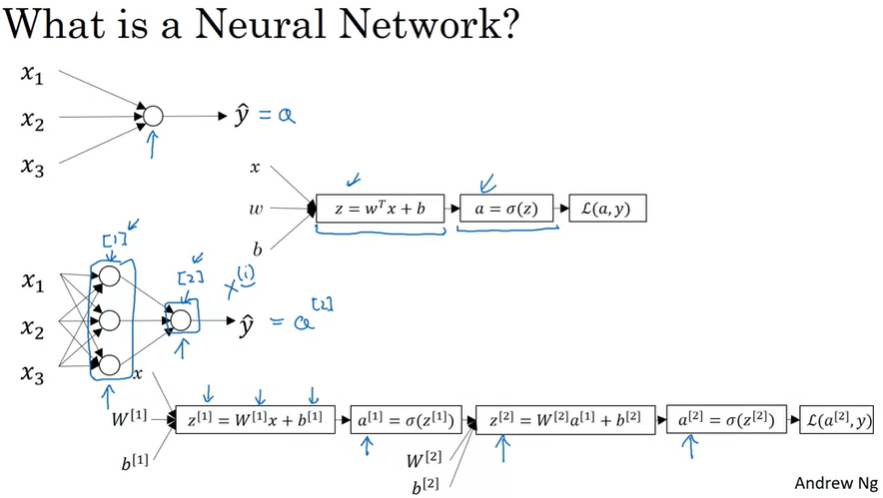 What is a Neural Network?
x₁
x₂
x₃
ŷ = a
x
w
b
z = wᵀx + b
a = σ(z)
ℒ(a, y)
[1]
[2]
x⁽ⁱ⁾
x₁
x₂
x₃
ŷ = a^[2]
x
W^[1]
b^[1]
z^[1] = W^[1]x + b^[1]
a^[1] = σ(z^[1])
W^[2]
b^[2]
z^[2] = W^[2]a^[1] + b^[2]
a^[2] = σ(z^[2])
ℒ(a^[2], y)
Andrew Ng